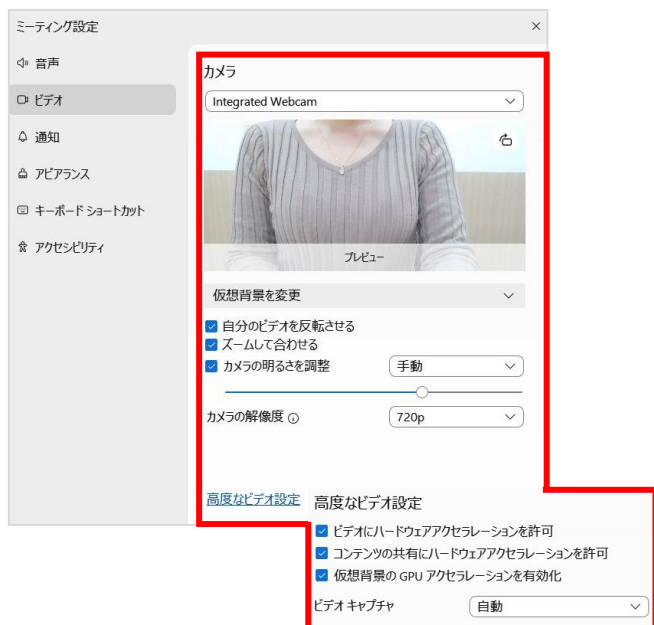 ミーティング設定
音声
ビデオ
通知
アピアランス
キーボード ショートカット
アクセシビリティ
カメラ
Integrated Webcam
プレビュー
仮想背景を変更
自分のビデオを反転させる
ズームして合わせる
カメラの明るさを調整
手動
カメラの解像度
720p
高度なビデオ設定
高度なビデオ設定
ビデオにハードウェアアクセラレーションを許可
コンテンツの共有にハードウェアアクセラレーションを許可
仮想背景の GPU アクセラレーションを有効化
ビデオ キャプチャ
自動